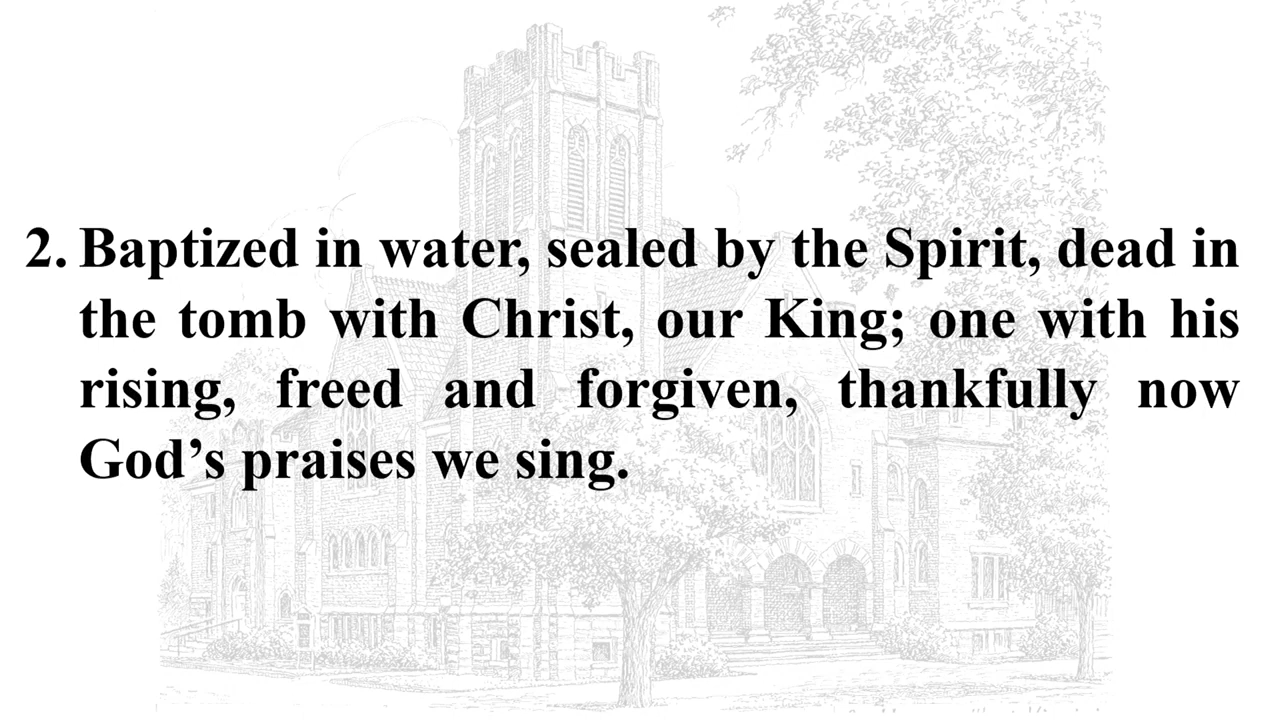 2. Baptized in water, sealed by the Spirit, dead in
the tomb with Christ, our King; one with his
rising, freed and forgiven, thankfully now
God’s praises we sing.